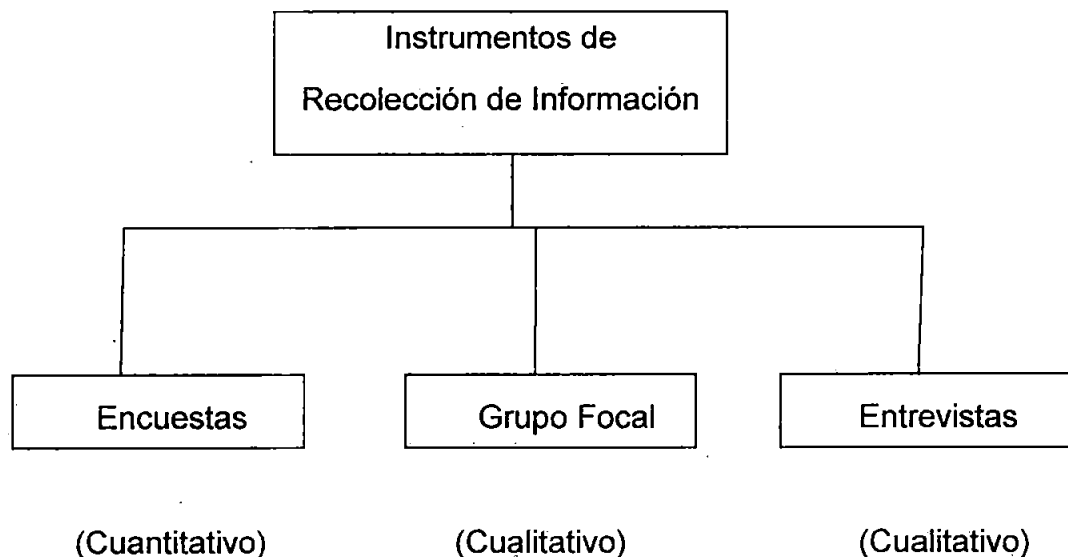 Instrumentos de
Recolección de Información
Encuestas
Grupo Focal
Entrevistas
(Cuantitativo)
(Cualitativo)
(Cualitativo)